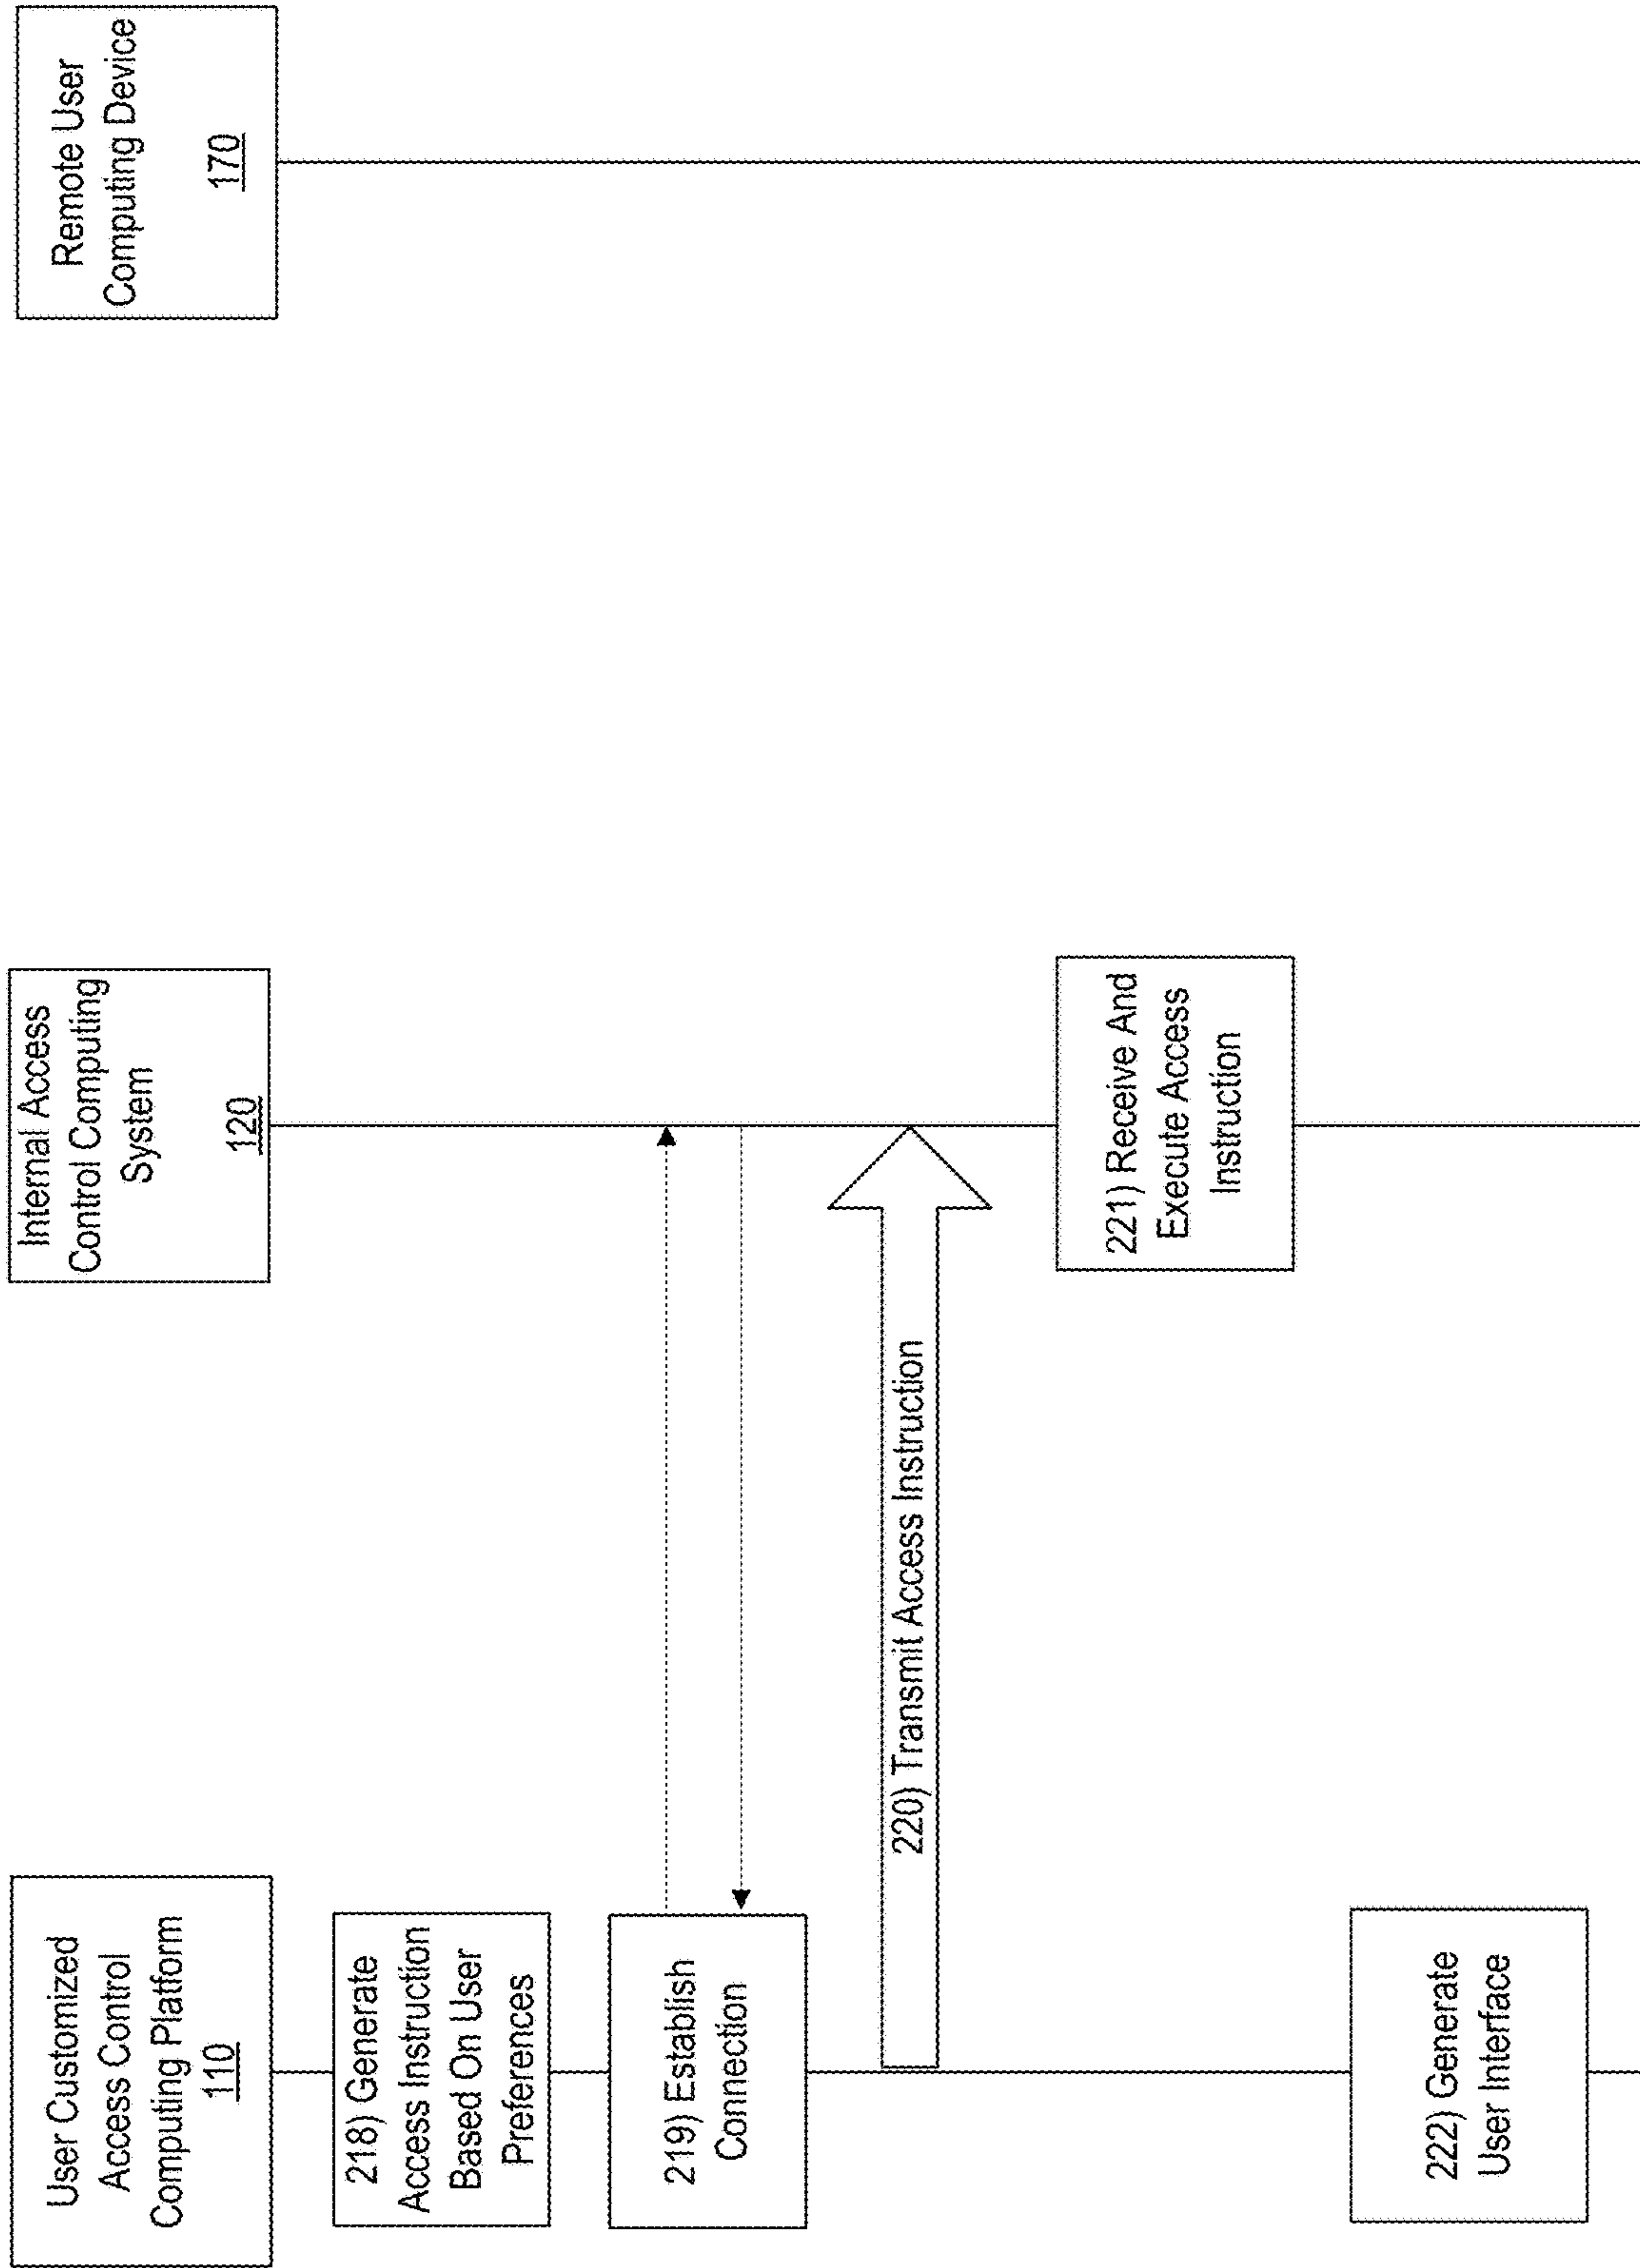 User Customized
Access Control
Computing Platform
110
Internal Access
Control Computing
System
120
Remote User
Computing Device
170
218) Generate
Access Instruction
Based On User
Preferences
219) Establish
Connection
220) Transmit Access Instruction
221) Receive And
Execute Access
Instruction
222) Generate
User Interface